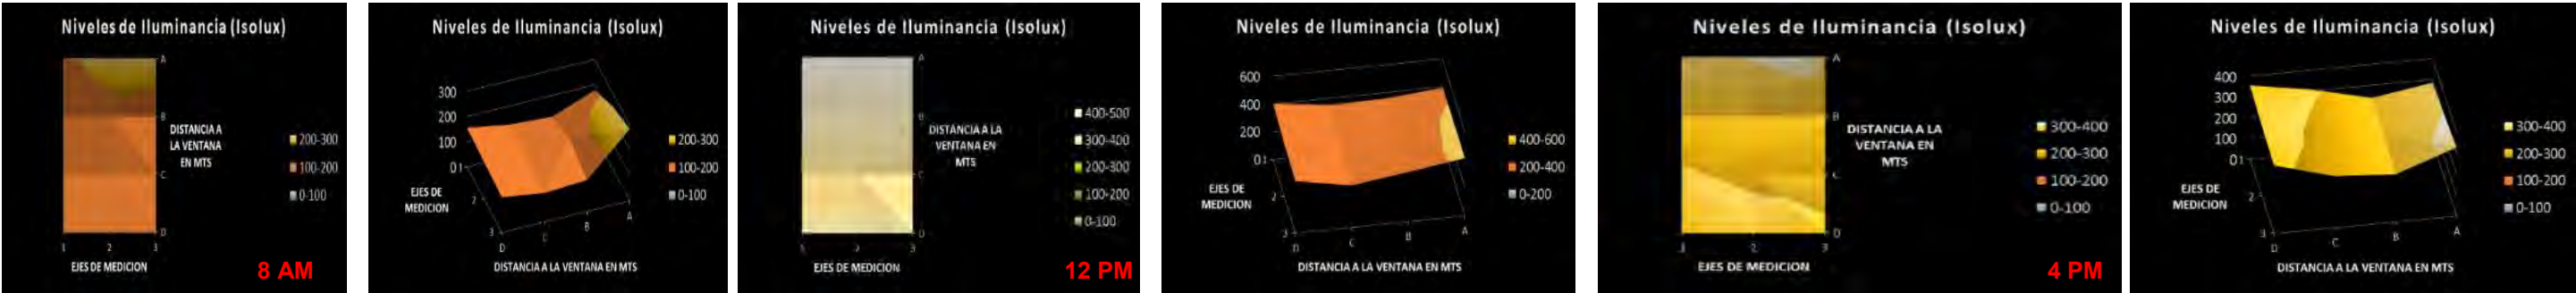 Niveles de Iluminancia (Isolux)
A
B
C
D
DISTANCIA A
LA VENTANA
EN MTS
200-300
100-200
0-100
1 2 3
EJES DE MEDICION
8 AM
Niveles de Iluminancia (Isolux)
300
200
100
0
1
2
3
EJES DE
MEDICION
D C B A
DISTANCIA A LA VENTANA EN MTS
200-300
100-200
0-100
Niveles de Iluminancia (Isolux)
A
B
C
D
DISTANCIA A LA
VENTANA EN
MTS
400-500
300-400
200-300
100-200
0-100
1 2 3
EJES DE MEDICION
12 PM
Niveles de Iluminancia (Isolux)
600
400
200
0
1
2
3
EJES DE
MEDICION
D C B A
DISTANCIA A LA VENTANA EN MTS
400-600
200-400
0-200
Niveles de Iluminancia (Isolux)
A
B
C
D
DISTANCIA A LA
VENTANA EN
MTS
300-400
200-300
100-200
0-100
1 2 3
EJES DE MEDICION
4 PM
Niveles de Iluminancia (Isolux)
400
300
200
100
0
1
2
3
EJES DE
MEDICION
D C B A
DISTANCIA A LA VENTANA EN MTS
300-400
200-300
100-200
0-100